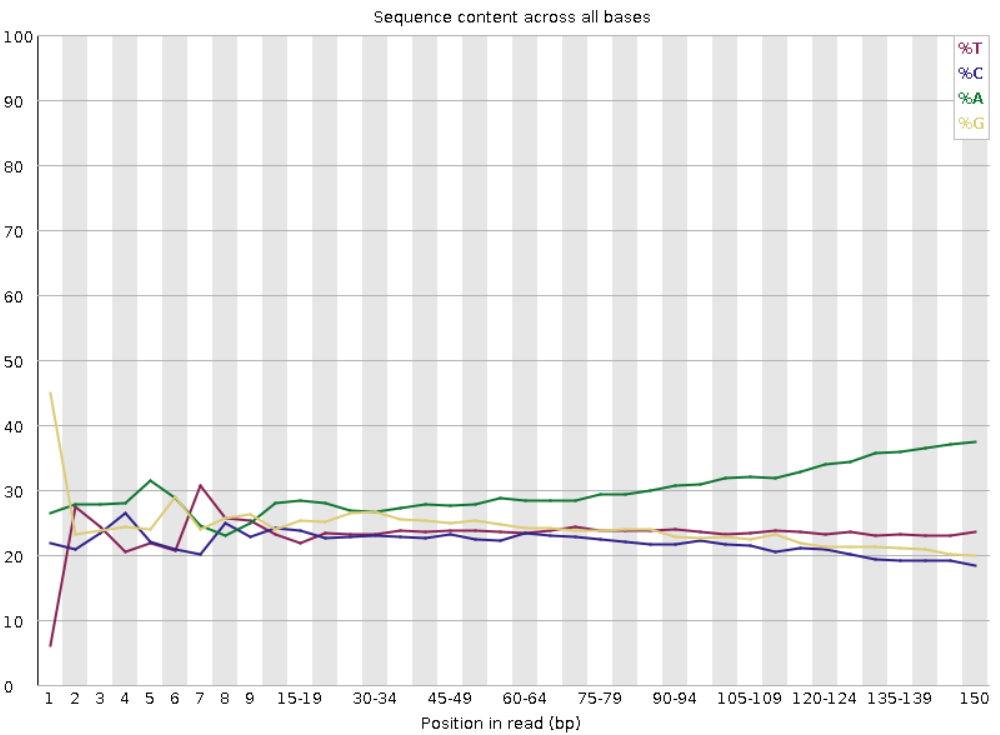 Sequence content across all bases
%T
%C
%A
%G
100
90
80
70
60
50
40
30
20
10
0
1 2 3 4 5 6 7 8 9 15-19 30-34 45-49 60-64 75-79 90-94 105-109 120-124 135-139 150
Position in read (bp)